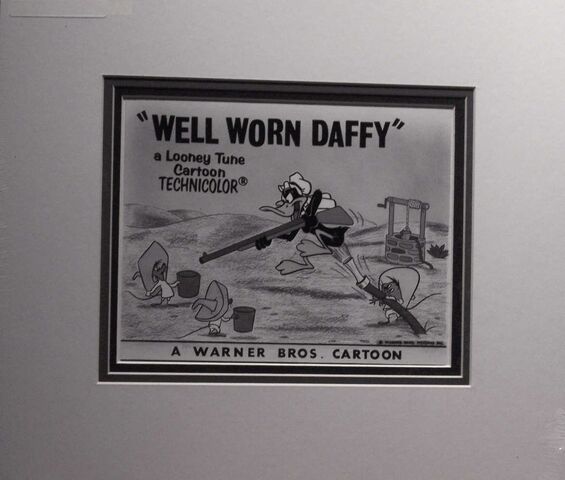 "WELL WORN DAFFY"
a Looney Tune
Cartoon
TECHNICOLOR®
A WARNER BROS. CARTOON